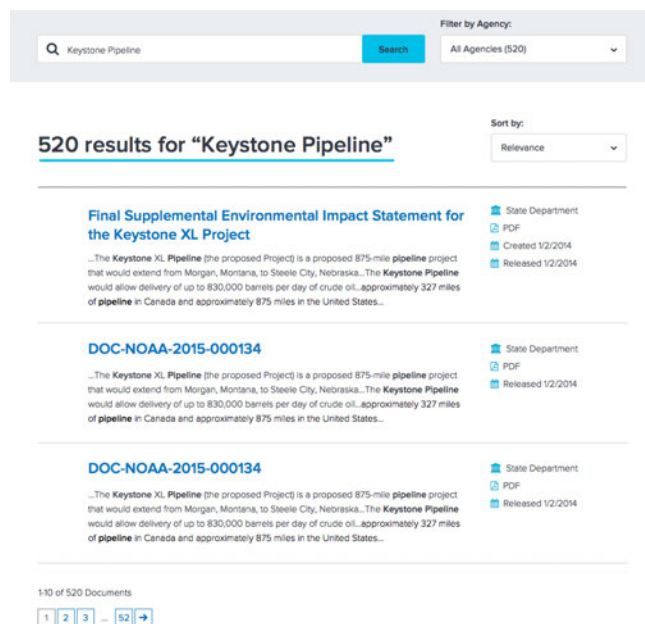 Filter by Agency:
Keystone Pipeline
Search
All Agencies (520)
520 results for “Keystone Pipeline”
Sort by:
Relevance
Final Supplemental Environmental Impact Statement for
the Keystone XL Project
...The Keystone XL Pipeline (the proposed Project) is a proposed 875-mile pipeline project
that would extend from Morgan, Montana, to Steele City, Nebraska...The Keystone Pipeline
would allow delivery of up to 830,000 barrels per day of crude oil...approximately 327 miles
of pipeline in Canada and approximately 875 miles in the United States...
State Department
PDF
Created 1/2/2014
Released 1/2/2014
DOC-NOAA-2015-000134
...The Keystone XL Pipeline (the proposed Project) is a proposed 875-mile pipeline project
that would extend from Morgan, Montana, to Steele City, Nebraska...The Keystone Pipeline
would allow delivery of up to 830,000 barrels per day of crude oil...approximately 327 miles
of pipeline in Canada and approximately 875 miles in the United States...
State Department
PDF
Released 1/2/2014
DOC-NOAA-2015-000134
...The Keystone XL Pipeline (the proposed Project) is a proposed 875-mile pipeline project
that would extend from Morgan, Montana, to Steele City, Nebraska...The Keystone Pipeline
would allow delivery of up to 830,000 barrels per day of crude oil...approximately 327 miles
of pipeline in Canada and approximately 875 miles in the United States...
State Department
PDF
Released 1/2/2014
1-10 of 520 Documents
1 2 3 ... 52 →